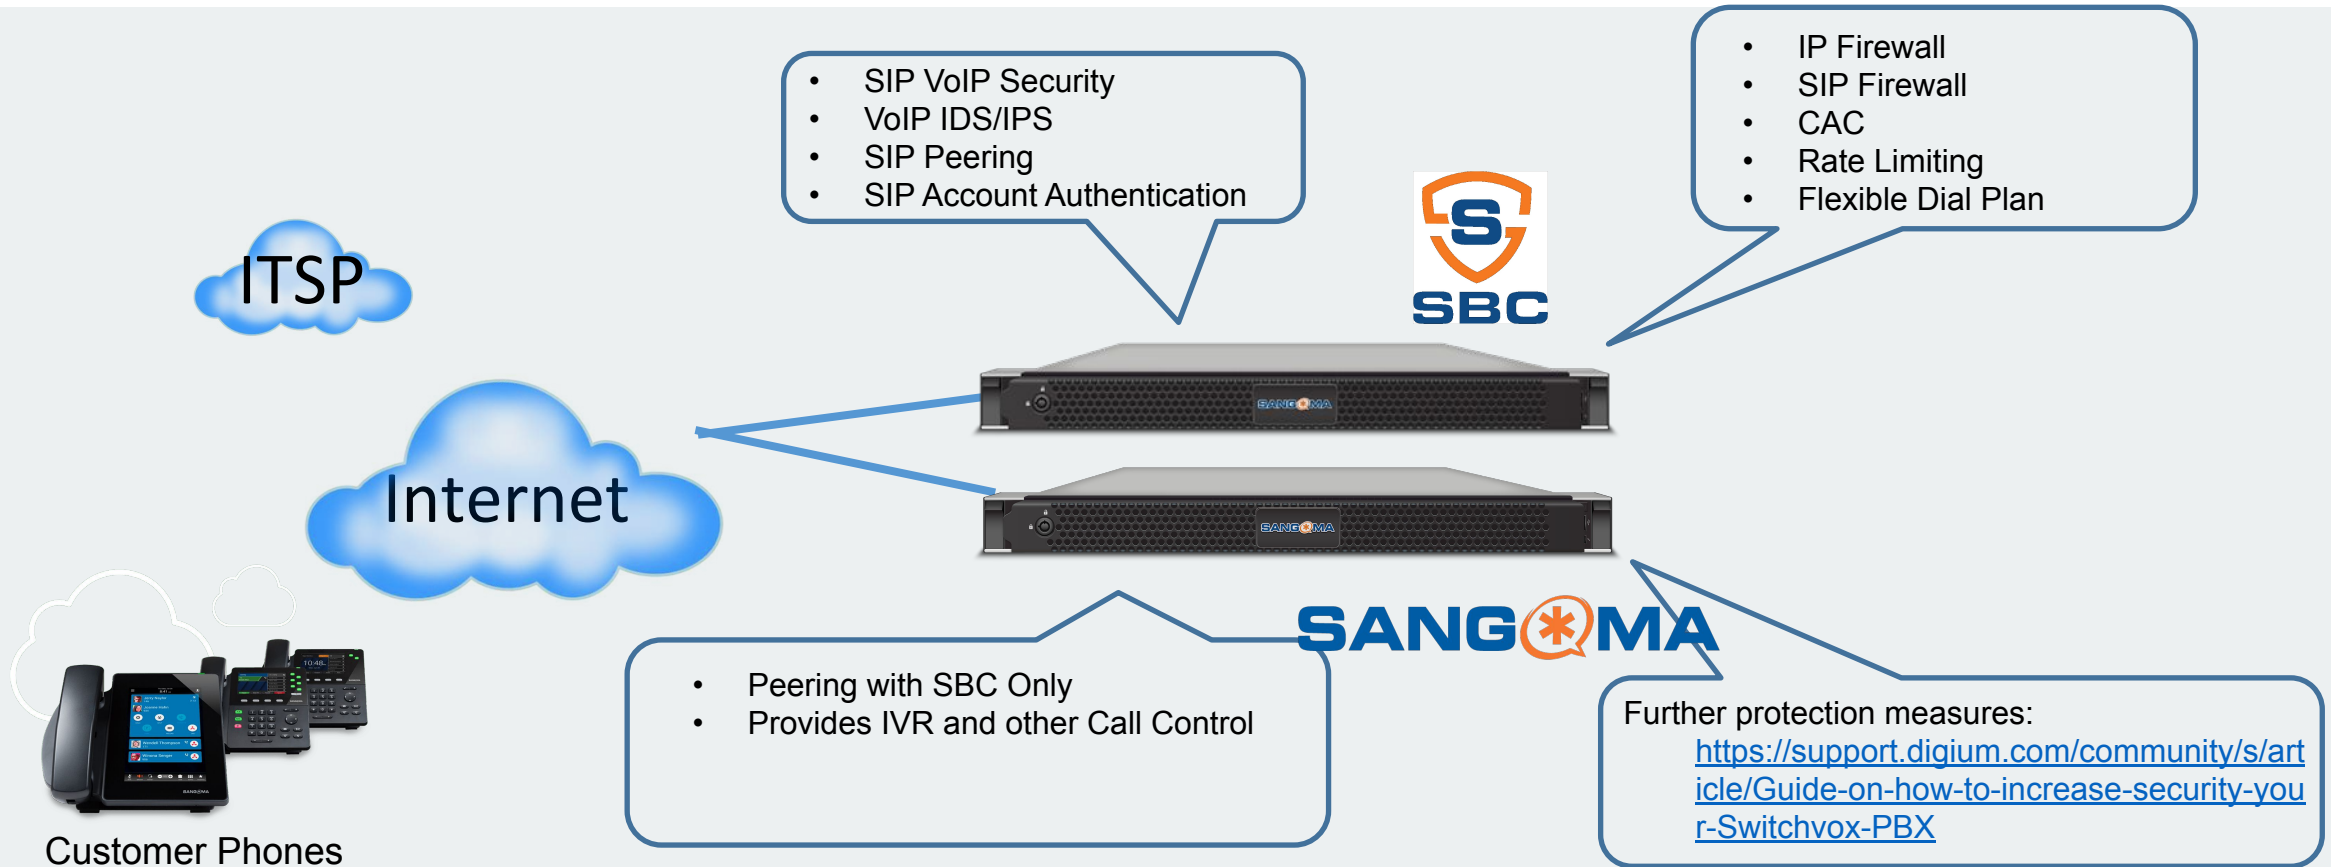 • SIP VoIP Security
• VoIP IDS/IPS
• SIP Peering
• SIP Account Authentication
• IP Firewall
• SIP Firewall
• CAC
• Rate Limiting
• Flexible Dial Plan
S
SBC
ITSP
Internet
SANGOMA
SANGOMA
SANGOMA
• Peering with SBC Only
• Provides IVR and other Call Control
Further protection measures:
https://support.digium.com/community/s/art
icle/Guide-on-how-to-increase-security-you
r-Switchvox-PBX
10:48
SANGOMA
Customer Phones